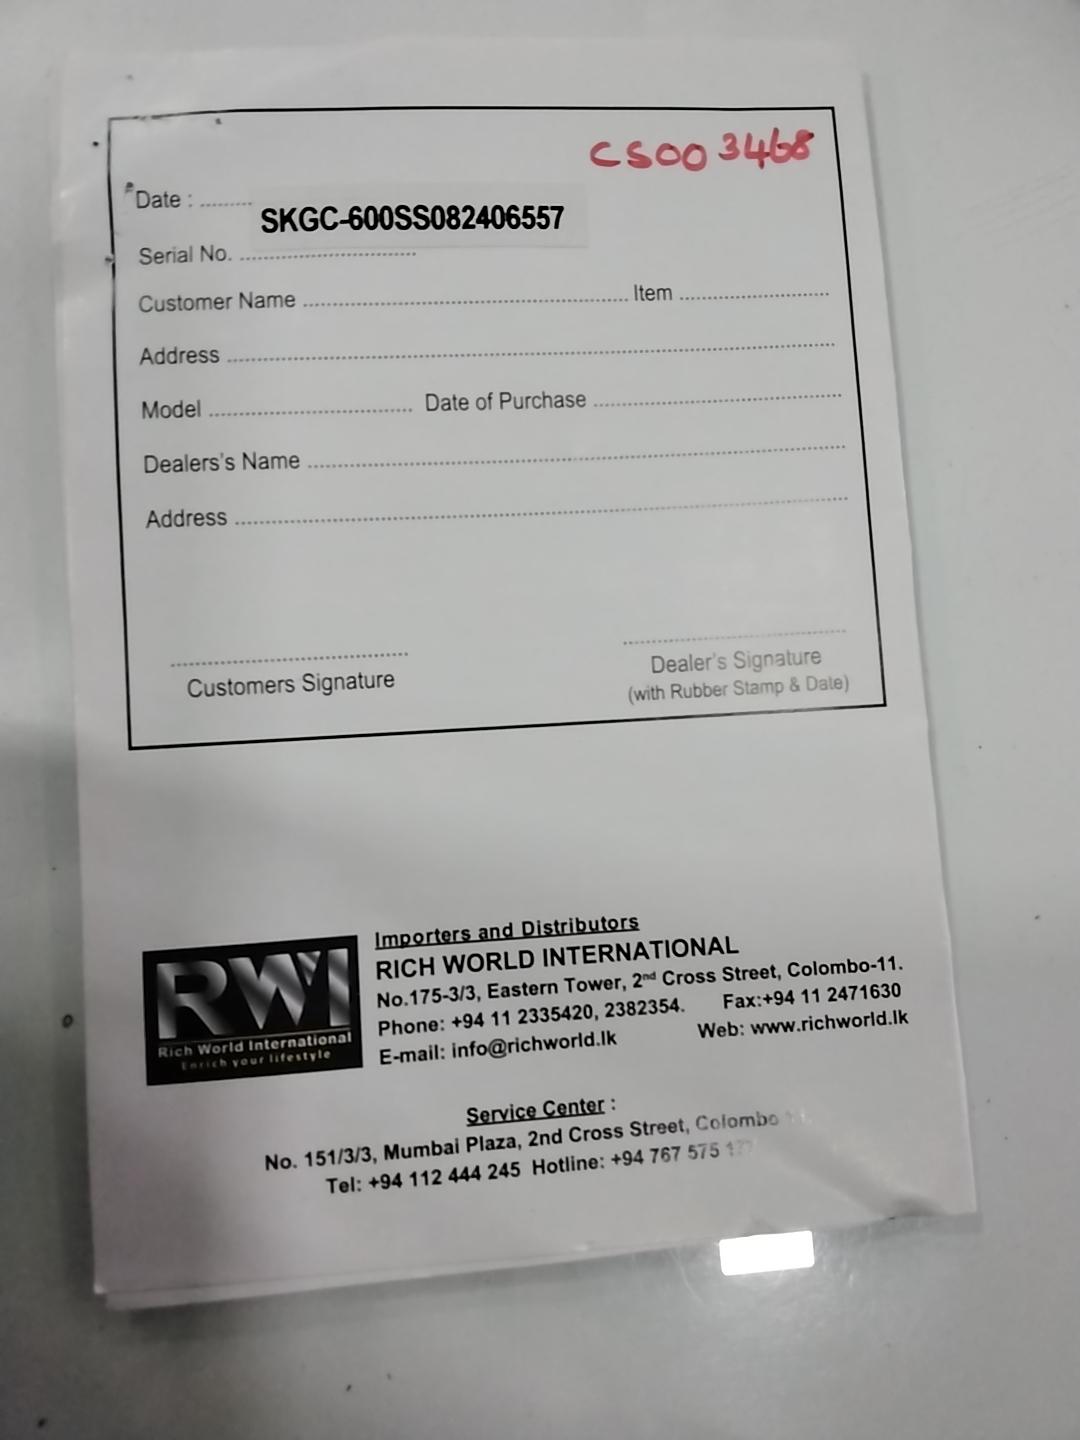 CS003468
Date : .........
SKGC-600SS082406557
Serial No. ................................
Customer Name ........................................................... Item ...........................
Address ..............................................................................................................
Model ..................................... Date of Purchase .............................................
Dealers's Name .................................................................................................
Address .............................................................................................................
Customers Signature
Dealer's Signature
(with Rubber Stamp & Date)
RWI
Rich World International
Enrich your lifestyle
Importers and Distributors
RICH WORLD INTERNATIONAL
No.175-3/3, Eastern Tower, 2nd Cross Street, Colombo-11.
Phone: +94 11 2335420, 2382354. Fax:+94 11 2471630
E-mail: info@richworld.lk Web: www.richworld.lk
Service Center :
No. 151/3/3, Mumbai Plaza, 2nd Cross Street, Colombo
Tel: +94 112 444 245 Hotline: +94 767 575